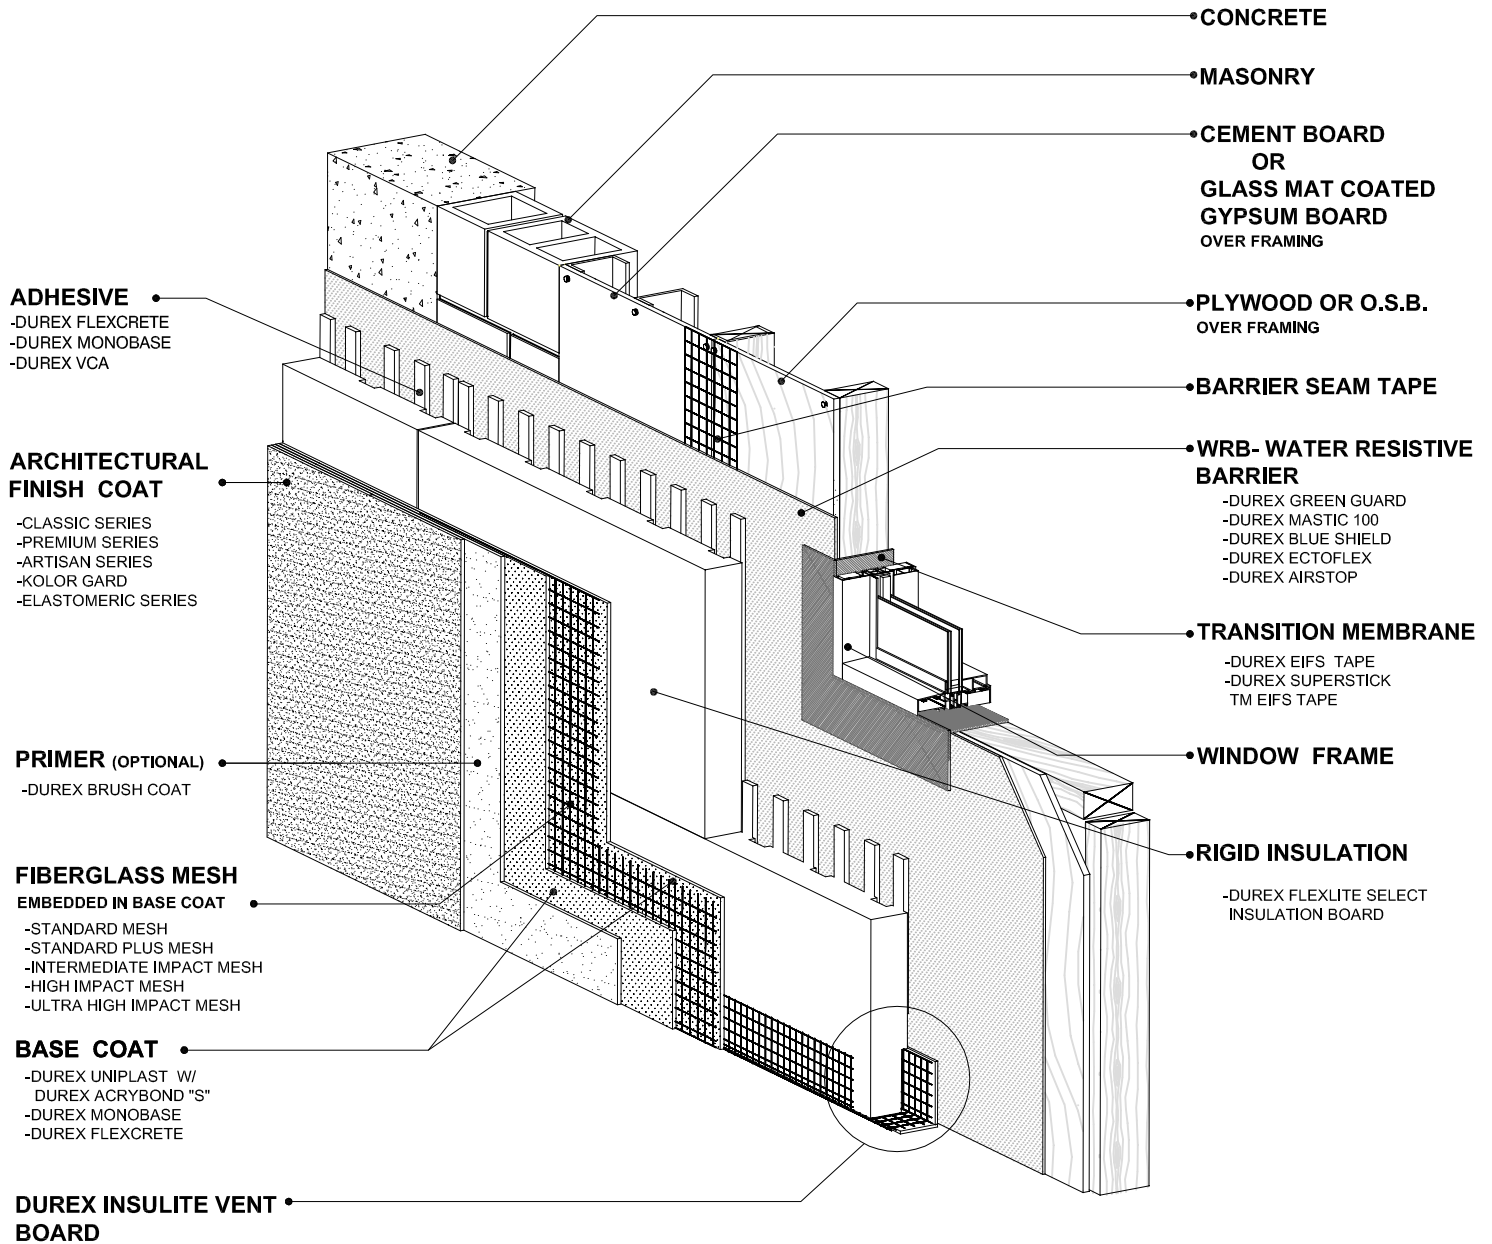 CONCRETE
MASONRY
CEMENT BOARD
OR
GLASS MAT COATED
GYPSUM BOARD
OVER FRAMING
PLYWOOD OR O.S.B.
OVER FRAMING
BARRIER SEAM TAPE
WRB- WATER RESISTIVE
BARRIER
-DUREX GREEN GUARD
-DUREX MASTIC 100
-DUREX BLUE SHIELD
-DUREX ECTOFLEX
-DUREX AIRSTOP
TRANSITION MEMBRANE
-DUREX EIFS TAPE
-DUREX SUPERSTICK
TM EIFS TAPE
WINDOW FRAME
RIGID INSULATION
-DUREX FLEXLITE SELECT
INSULATION BOARD
ADHESIVE
-DUREX FLEXCRETE
-DUREX MONOBASE
-DUREX VCA
ARCHITECTURAL
FINISH COAT
-CLASSIC SERIES
-PREMIUM SERIES
-ARTISAN SERIES
-KOLOR GARD
-ELASTOMERIC SERIES
PRIMER (OPTIONAL)
-DUREX BRUSH COAT
FIBERGLASS MESH
EMBEDDED IN BASE COAT
-STANDARD MESH
-STANDARD PLUS MESH
-INTERMEDIATE IMPACT MESH
-HIGH IMPACT MESH
-ULTRA HIGH IMPACT MESH
BASE COAT
-DUREX UNIPLAST W/
DUREX ACRYBOND "S"
-DUREX MONOBASE
-DUREX FLEXCRETE
DUREX INSULITE VENT
BOARD